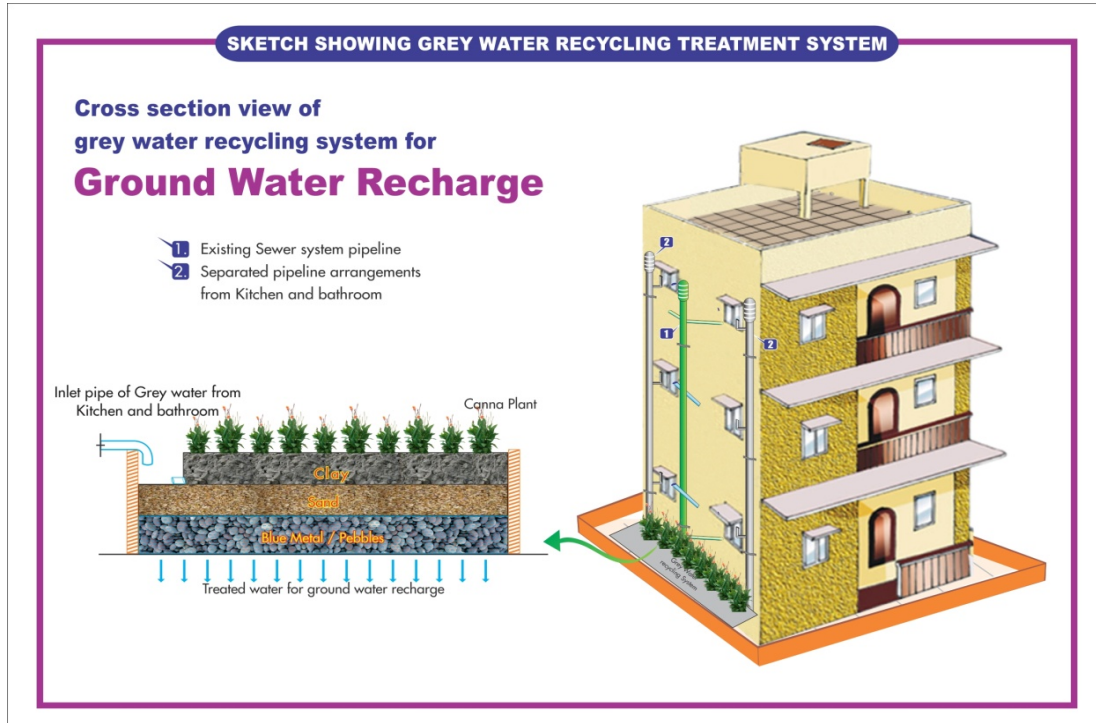 SKETCH SHOWING GREY WATER RECYCLING TREATMENT SYSTEM
Cross section view of
grey water recycling system for
Ground Water Recharge
1. Existing Sewer system pipeline
2. Separated pipeline arrangements
from Kitchen and bathroom
2
1
2
Inlet pipe of Grey water from
Kitchen and bathroom
Canna Plant
Clay
Sand
Blue Metal / Pebbles
Treated water for ground water recharge
recycling System